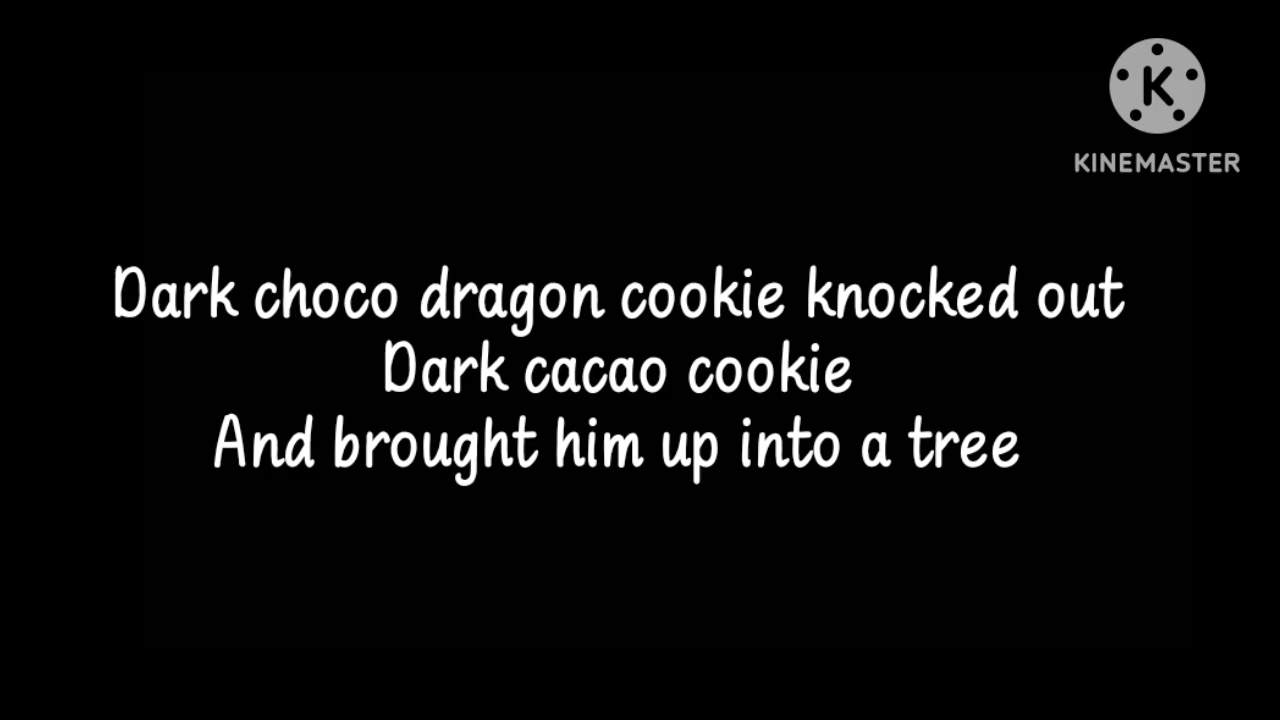 K
KINEMASTER
Dark choco dragon cookie knocked out
Dark cacao cookie
And brought him up into a tree